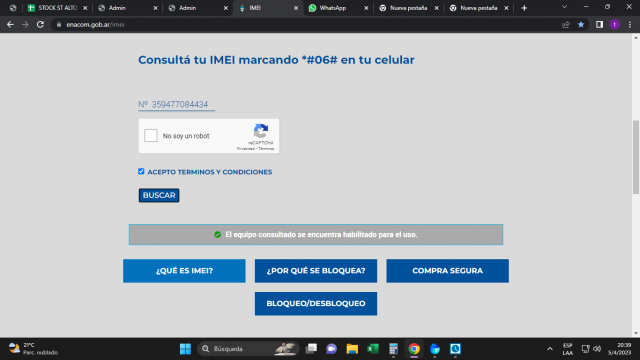 STOCK ST ALTO
Admin
Admin
IMEI
WhatsApp
Nueva pestaña
Nueva pestaña
enacom.gob.ar/imei
Consultá tu IMEI marcando *#06# en tu celular
Nº 359477084434
No soy un robot
reCAPTCHA
Privacidad - Términos
ACEPTO TERMINOS Y CONDICIONES
BUSCAR
El equipo consultado se encuentra habilitado para el uso.
¿QUÉ ES IMEI?
¿POR QUÉ SE BLOQUEA?
COMPRA SEGURA
BLOQUEO/DESBLOQUEO
21°C
Parc. nublado
Búsqueda
ESP
LAA
20:39
5/4/2023